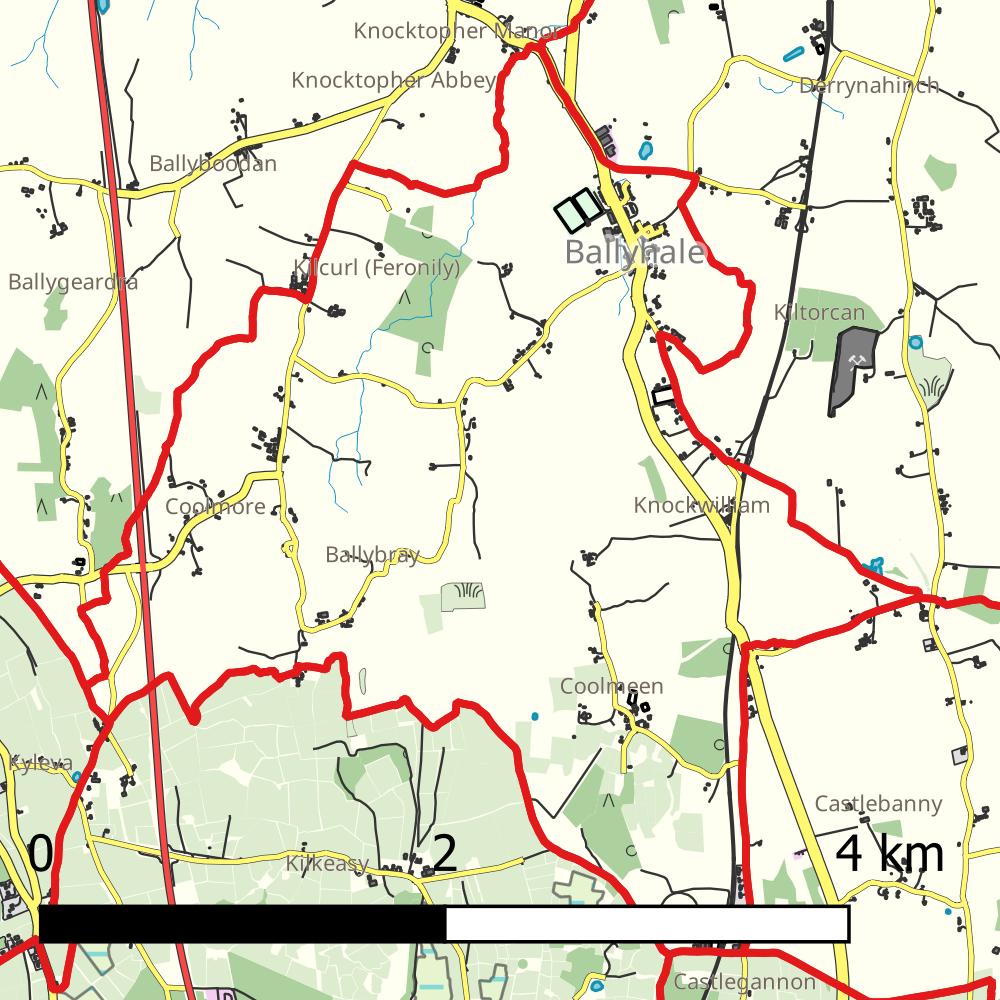 Knocktopher Manor
Knocktopher Abbey
Derrynahinch
Ballyboodan
Ballyhale
Kilcurl (Feronily)
Ballygeardra
Kiltorcan
Coolmore
Knockwilliam
Ballybray
Coolmeen
Kyleva
Castlebanny
0
2
4 km
Kilkeasy
Castlegannon